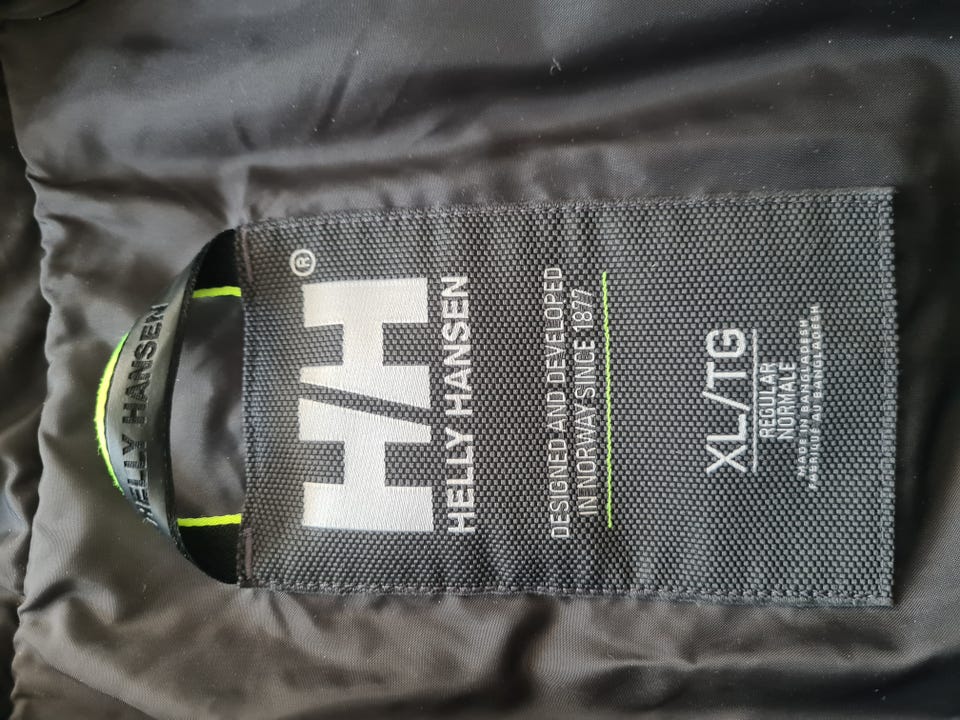 HELLY HANSEN
H/H®
HELLY HANSEN
DESIGNED AND DEVELOPED
IN NORWAY SINCE 1877
XL/TG
REGULAR
NORMALE
MADE IN BANGLADESH
FABRIQUÉ AU BANGLADESH